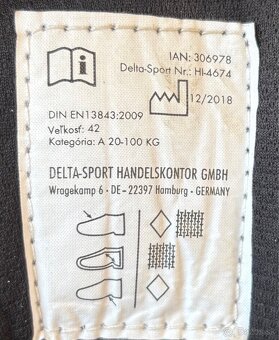 IAN: 306978
Delta-Sport Nr.: HI-4674
12/2018
DIN EN13843:2009
Veľkosť: 42
Kategória: A 20-100 KG
DELTA-SPORT HANDELSKONTOR GMBH
Wragekamp 6 • DE-22397 Hamburg • GERMANY